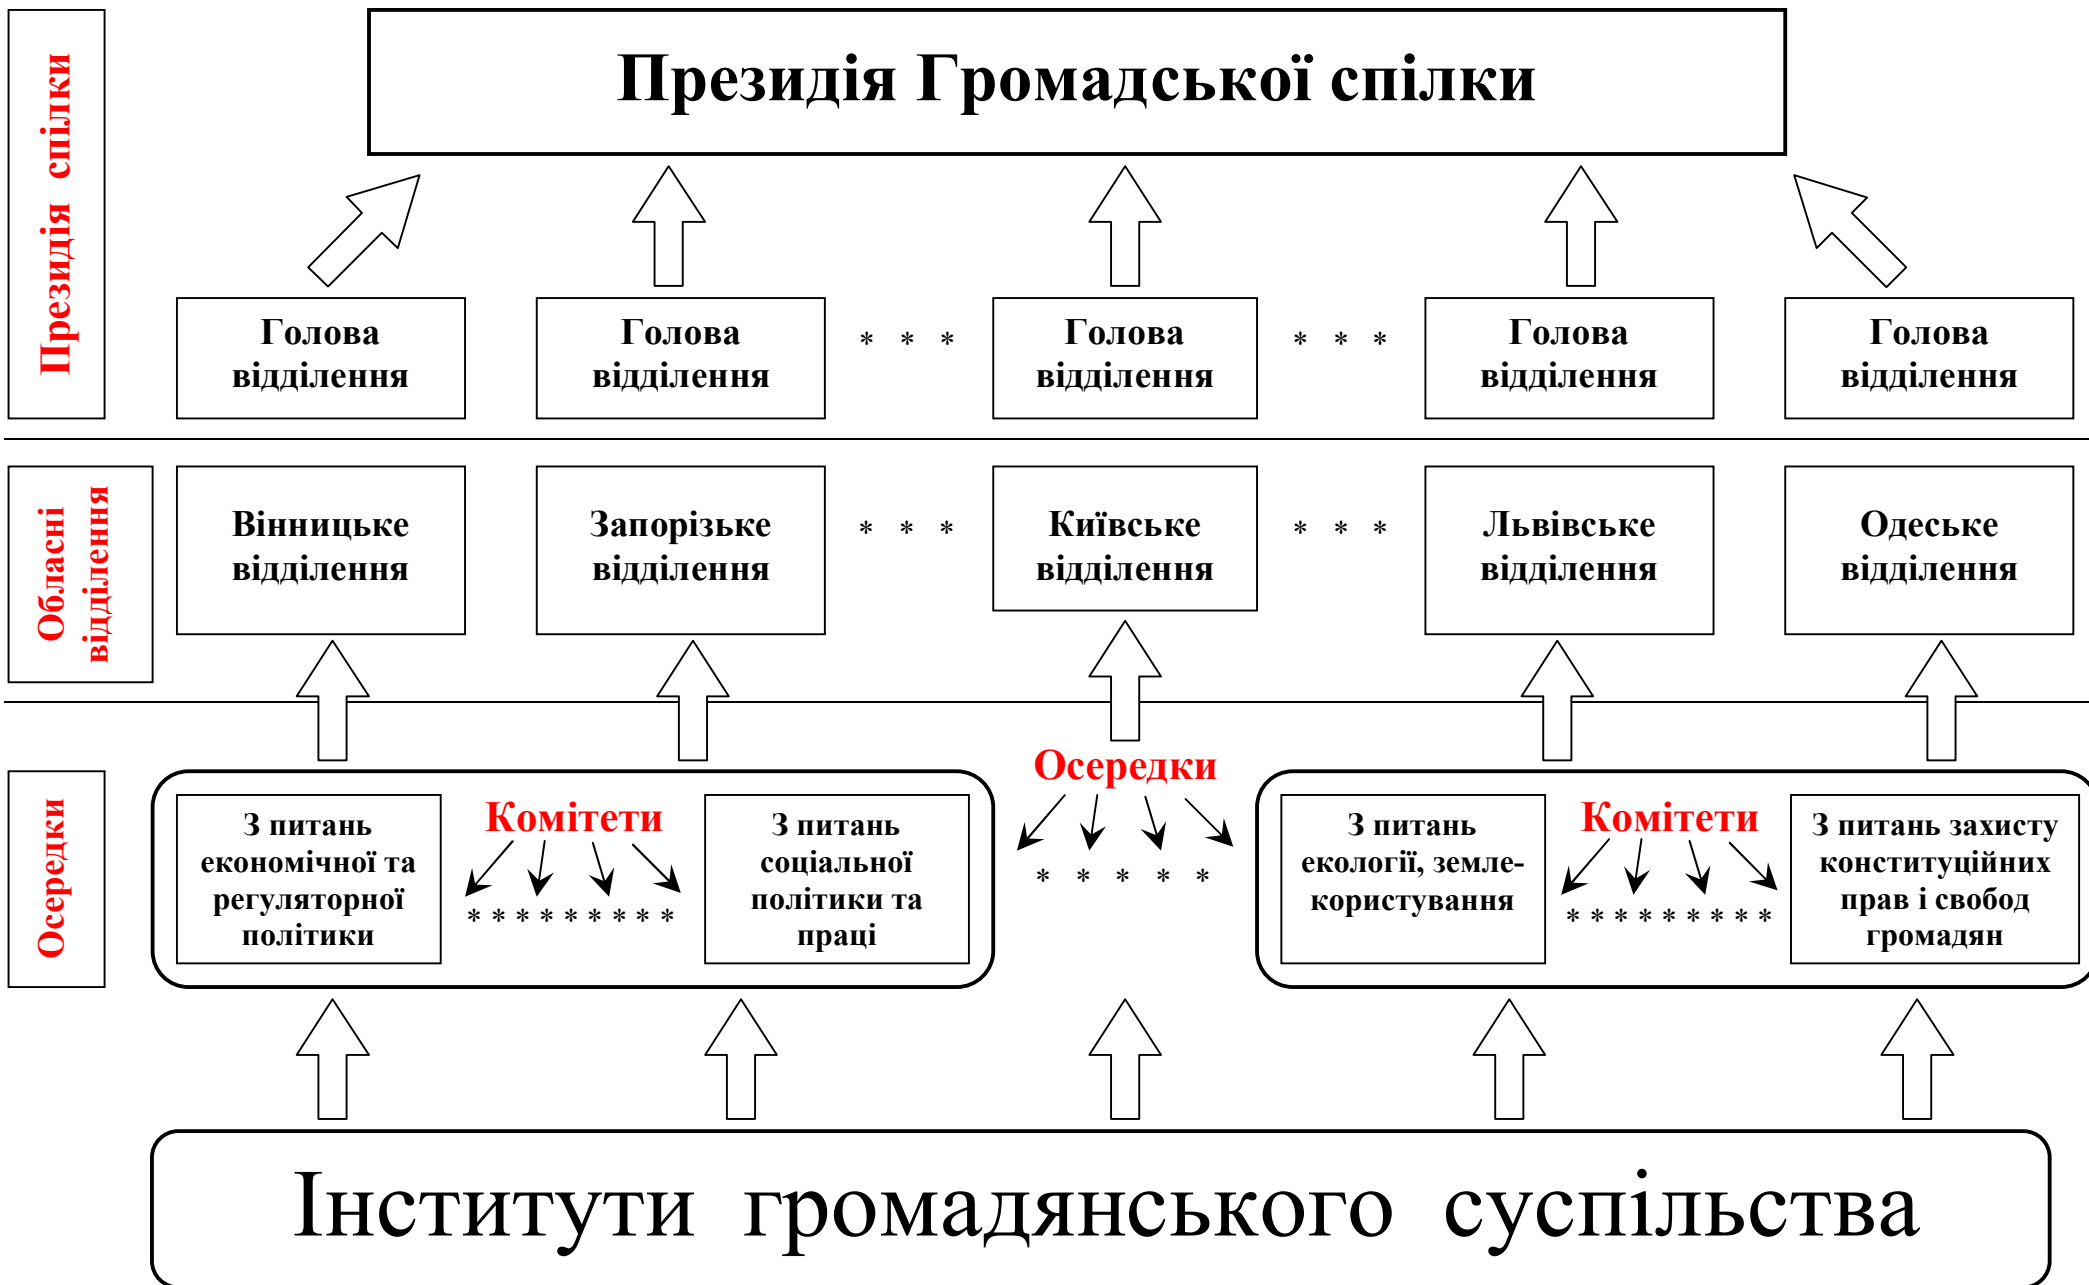 Президія спілки
Президія Громадської спілки
Голова
відділення
Голова
відділення
* * *
Голова
відділення
* * *
Голова
відділення
Голова
відділення
Обласні
відділення
Вінницьке
відділення
Запорізьке
відділення
* * *
Київське
відділення
* * *
Львівське
відділення
Одеське
відділення
Осередки
З питань
економічної та
регуляторної
політики
Комітети
* * * * * * * * *
З питань
соціальної
політики та
праці
Осередки
* * * * *
З питань
екології, земле-
користування
Комітети
* * * * * * * * *
З питань захисту
конституційних
прав і свобод
громадян
Інститути громадянського суспільства